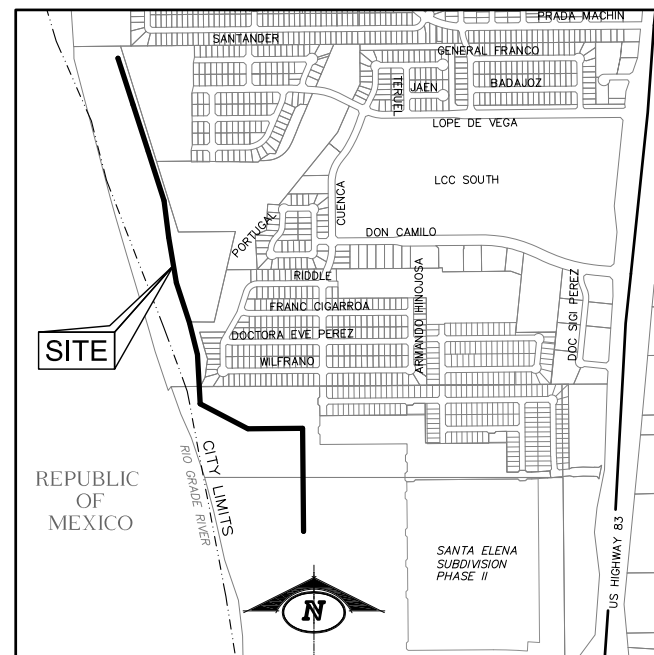 PRADA MACHIN
SANTANDER
GENERAL FRANCO
TERUEL
JAEN
BADAJOZ
LOPE DE VEGA
LCC SOUTH
CUENCA
PORTUGAL
DON CAMILO
RIDDLE
ARMANDO HINOJOSA
DOC SIGI PEREZ
FRANC CIGARROA
DOCTORA EVE PEREZ
WILFRANO
SITE
CITY LIMITS
RIO GRADE RIVER
REPUBLIC
OF
MEXICO
SANTA ELENA
SUBDIVISION
PHASE II
US HIGHWAY 83
N